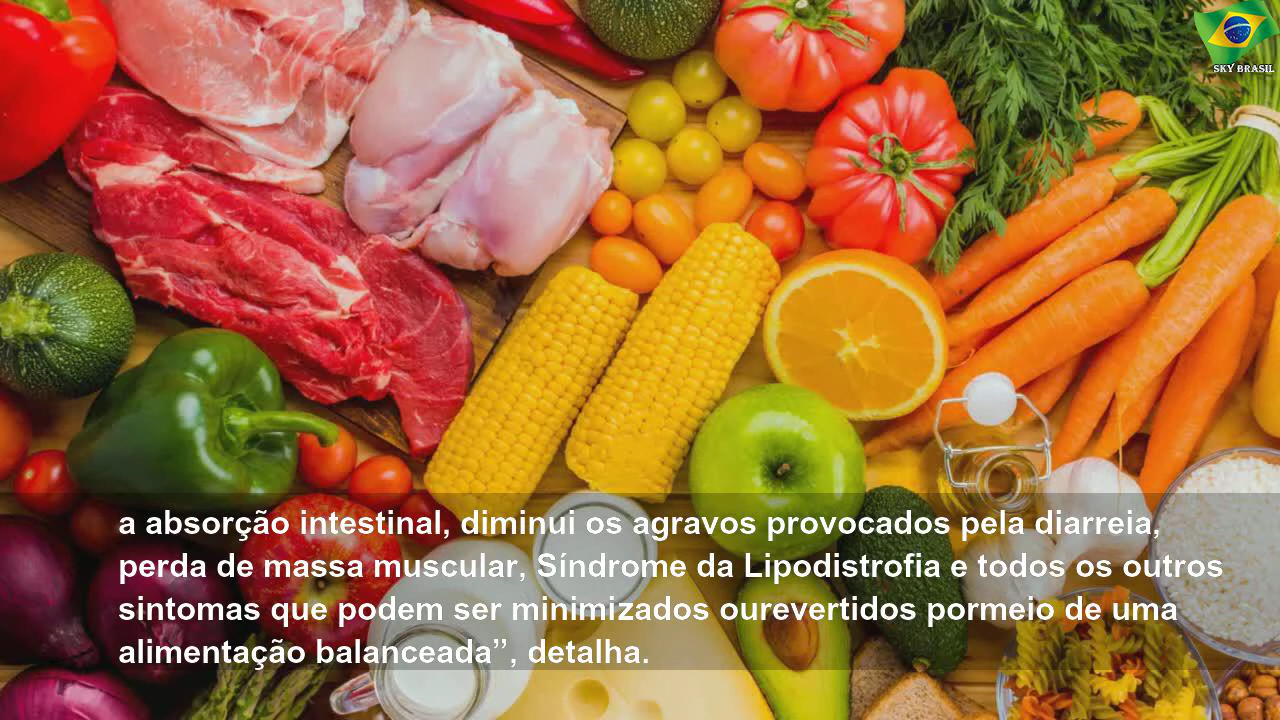 SKY BRASIL
a absorção intestinal, diminui os agravos provocados pela diarreia,
perda de massa muscular, Síndrome da Lipodistrofia e todos os outros
sintomas que podem ser minimizados ourevertidos pormeio de uma
alimentação balanceada”, detalha.